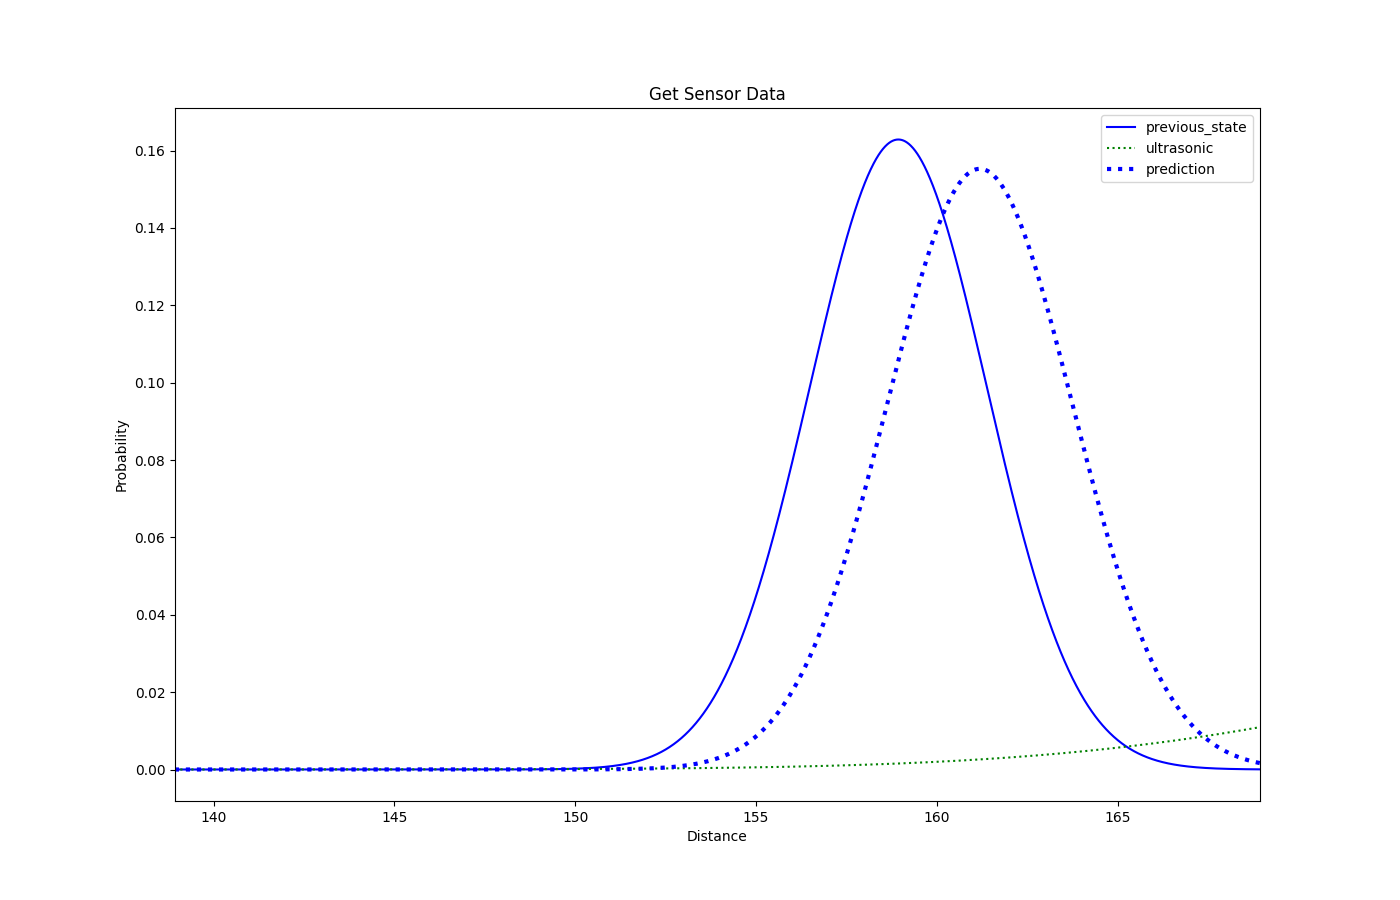 Get Sensor Data
previous_state
ultrasonic
prediction
0.16
0.14
0.12
0.10
0.08
0.06
0.04
0.02
0.00
Probability
140 145 150 155 160 165
Distance